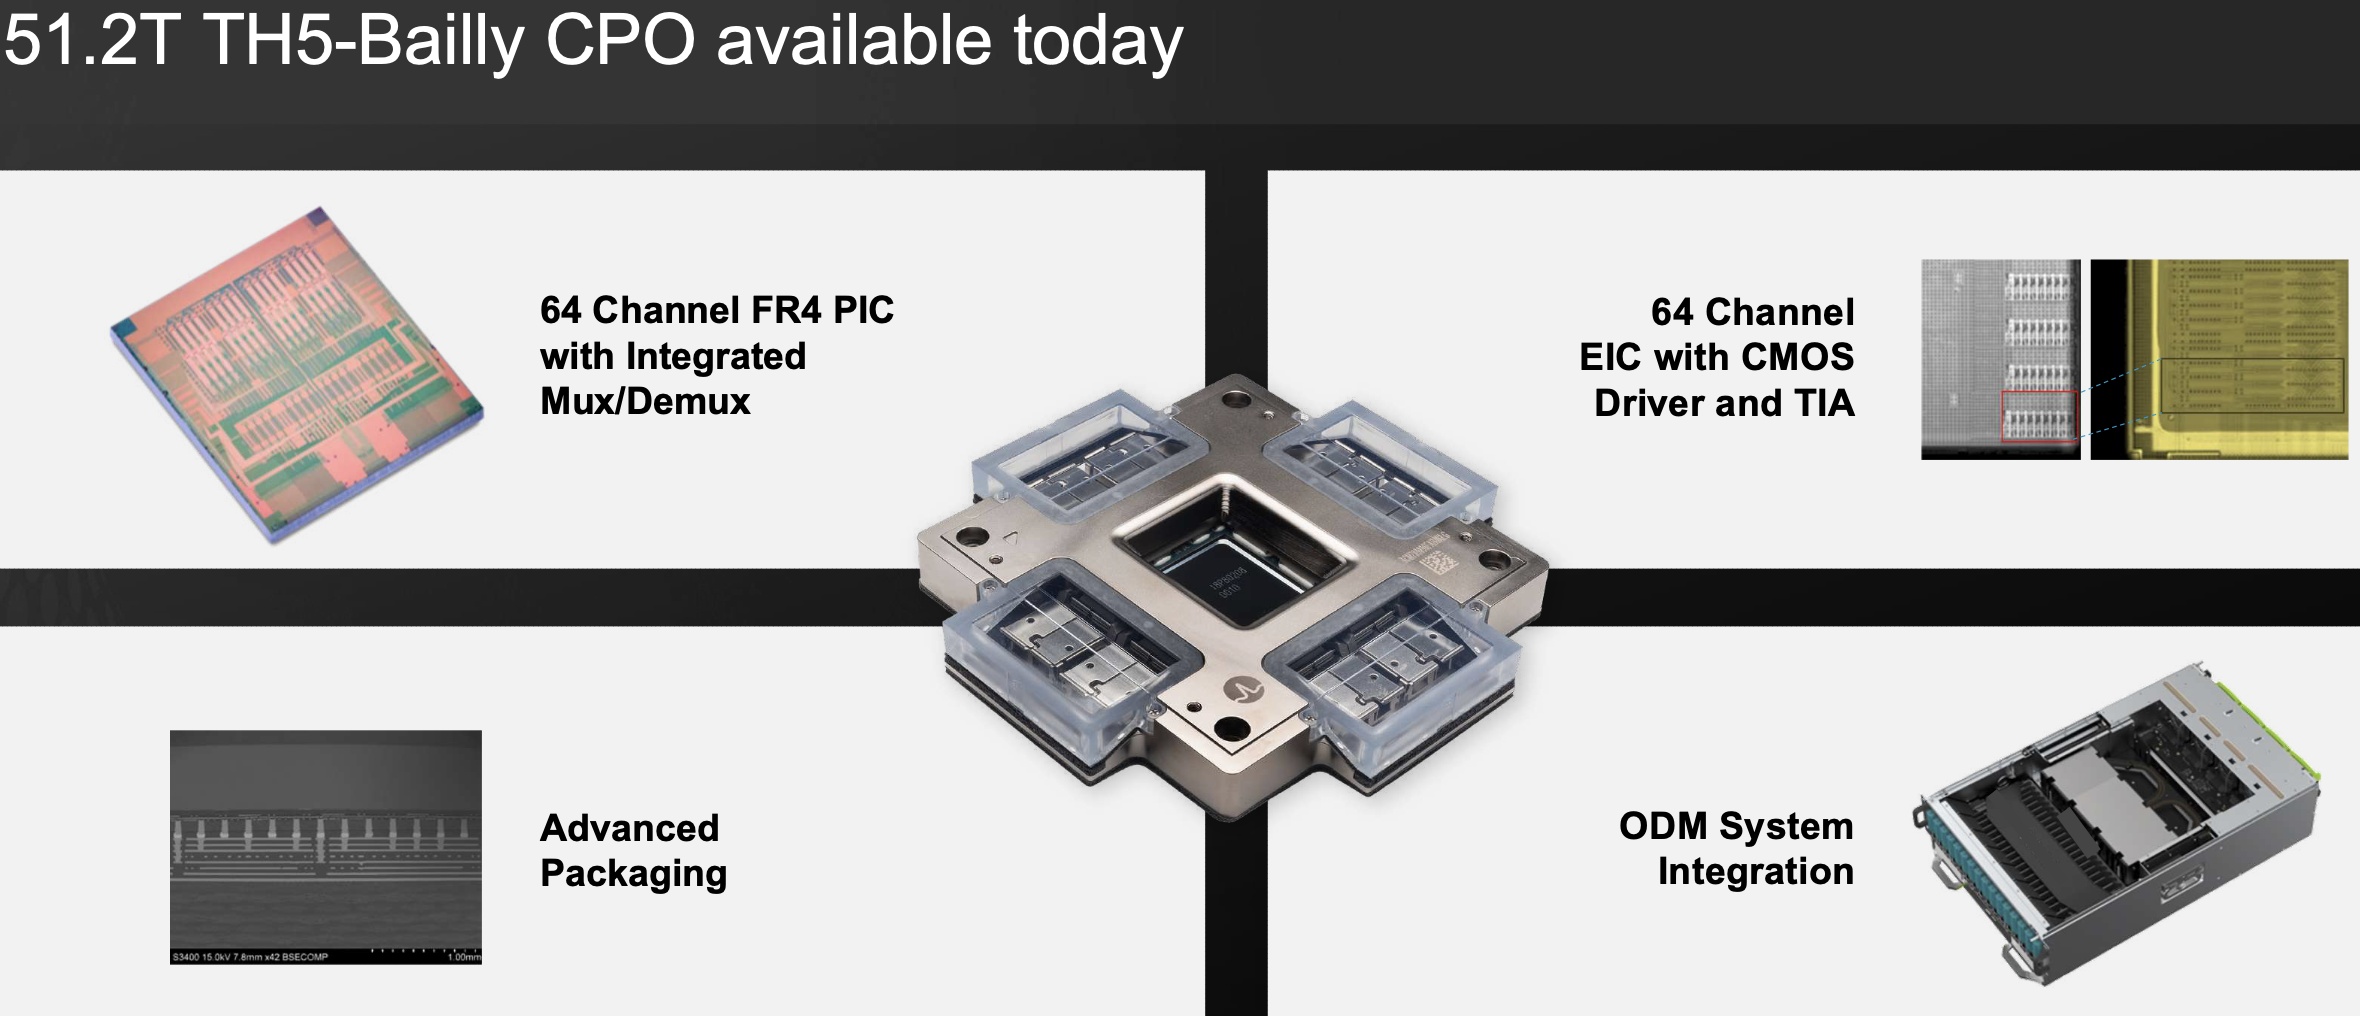 51.2T TH5-Bailly CPO available today
64 Channel FR4 PIC
with Integrated
Mux/Demux
64 Channel
EIC with CMOS
Driver and TIA
Advanced
Packaging
S3400 15.0kV 7.8mm x42 BSECOMP
1.00mm
ODM System
Integration